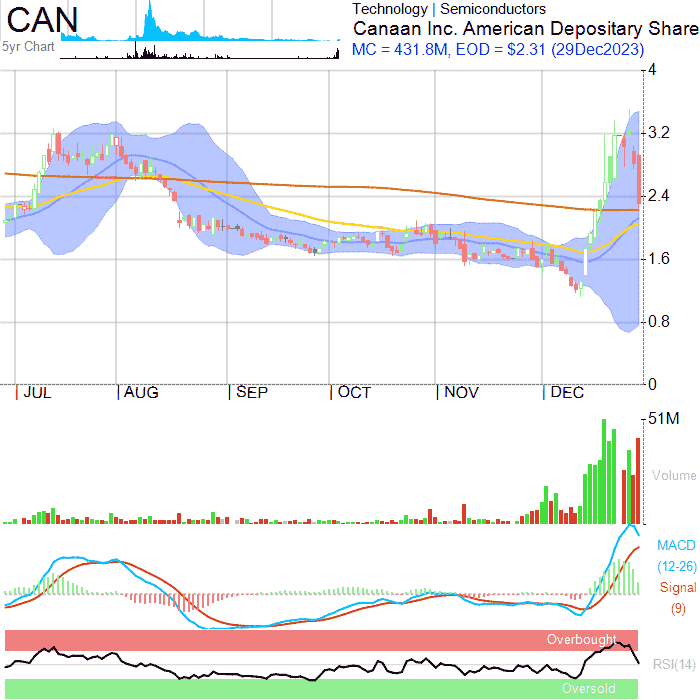 CAN
5yr Chart
Technology | Semiconductors
Canaan Inc. American Depositary Share
MC = 431.8M, EOD = $2.31 (29Dec2023)
4
3.2
2.4
1.6
0.8
0
JUL AUG SEP OCT NOV DEC
51M
Volume
MACD
(12-26)
Signal
(9)
Overbought
RSI(14)
Oversold